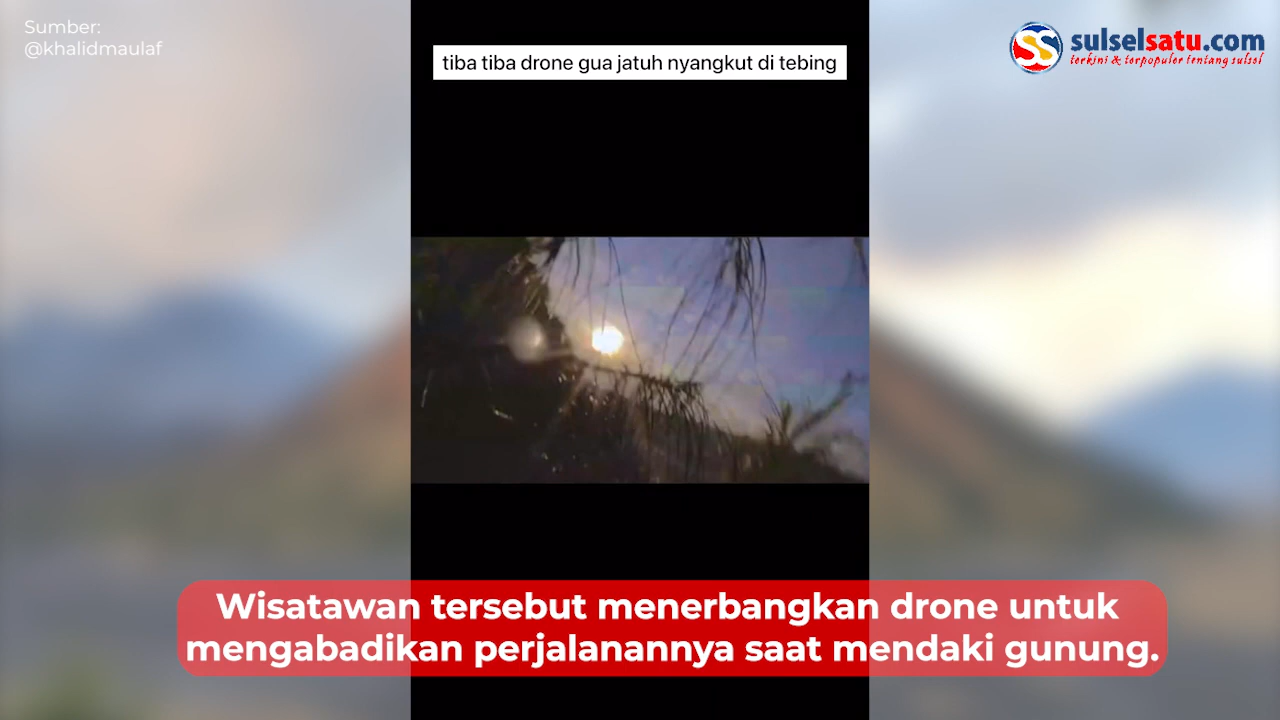 Sumber:
@khalidmaulaf
sulselsatu.com
terkini & terpopuler tentang sulsel
tiba tiba drone gua jatuh nyangkut di tebing
Wisatawan tersebut menerbangkan drone untuk
mengabadikan perjalanannya saat mendaki gunung.